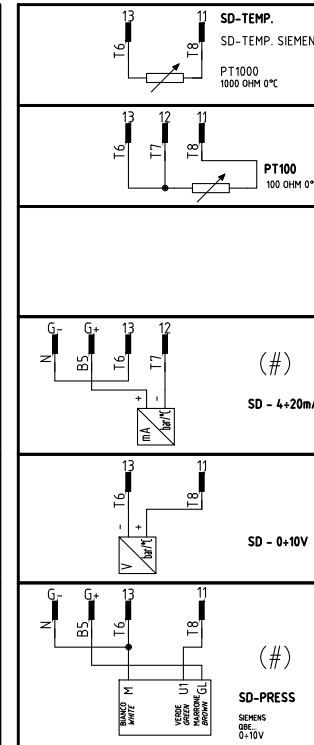 13 11 SD-TEMP.
T6 T8 SD-TEMP. SIEMEN
PT1000
1000 OHM 0°C
13 12 11
T6 T7 T8
PT100
100 OHM 0°
G- G+ 13 12
N B5 T6 T7
(#)
+ -
mA bar/°C
SD - 4÷20mA
13 11
T6 T8
- +
V bar/°C
SD - 0÷10V
G- G+ 13 11
N B5 T6 T8
(#)
M U1 GL
BIANCO
WHITE
VERDE
GREEN
MARRONE
BROWN
SD-PRESS
SIEMENS
QBE...
0÷10V